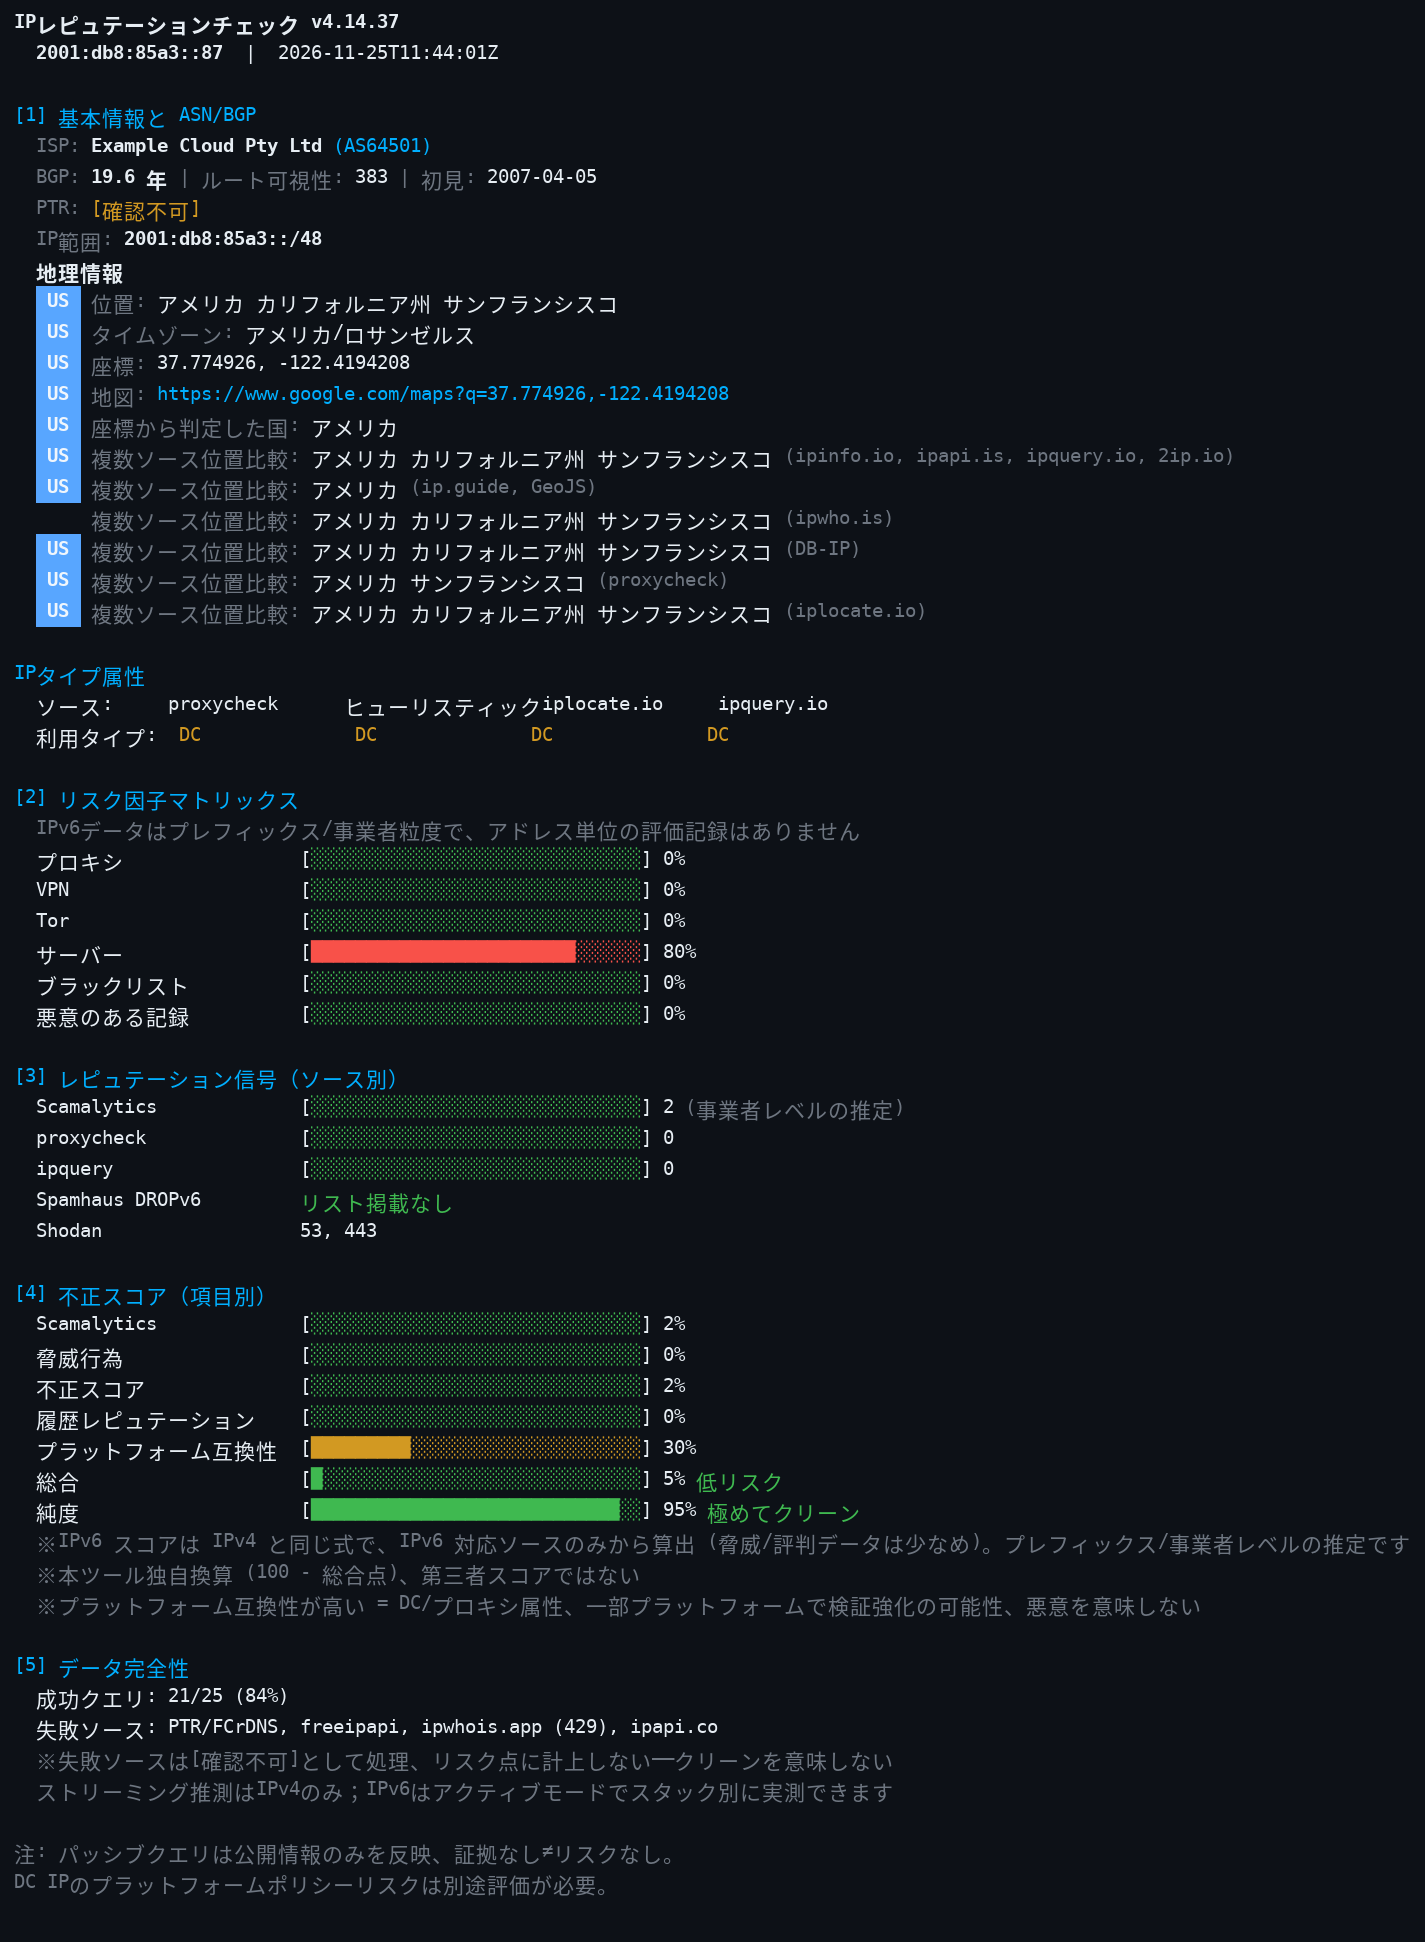 IPレピュテーションチェック v4.14.37
2001:db8:85a3::87 | 2026-11-25T11:44:01Z
[1] 基本情報と ASN/BGP
ISP: Example Cloud Pty Ltd (AS64501)
BGP: 19.6 年 | ルート可視性: 383 | 初見: 2007-04-05
PTR: [確認不可]
IP範囲: 2001:db8:85a3::/48
地理情報
US 位置: アメリカ カリフォルニア州 サンフランシスコ
US タイムゾーン: アメリカ/ロサンゼルス
US 座標: 37.774926, -122.4194208
US 地図: https://www.google.com/maps?q=37.774926,-122.4194208
US 座標から判定した国: アメリカ
US 複数ソース位置比較: アメリカ カリフォルニア州 サンフランシスコ (ipinfo.io, ipapi.is, ipquery.io, 2ip.io)
US 複数ソース位置比較: アメリカ (ip.guide, GeoJS)
複数ソース位置比較: アメリカ カリフォルニア州 サンフランシスコ (ipwho.is)
US 複数ソース位置比較: アメリカ カリフォルニア州 サンフランシスコ (DB-IP)
US 複数ソース位置比較: アメリカ サンフランシスコ (proxycheck)
US 複数ソース位置比較: アメリカ カリフォルニア州 サンフランシスコ (iplocate.io)
IPタイプ属性
ソース: proxycheck ヒューリスティックiplocate.io ipquery.io
利用タイプ: DC DC DC DC
[2] リスク因子マトリックス
IPv6データはプレフィックス/事業者粒度で、アドレス単位の評価記録はありません
プロキシ [░░░░░░░░░░░░░░░░░░░░░░░░░░░░░░] 0%
VPN [░░░░░░░░░░░░░░░░░░░░░░░░░░░░░░] 0%
Tor [░░░░░░░░░░░░░░░░░░░░░░░░░░░░░░] 0%
サーバー [████████████████████████░░░░░░] 80%
ブラックリスト [░░░░░░░░░░░░░░░░░░░░░░░░░░░░░░] 0%
悪意のある記録 [░░░░░░░░░░░░░░░░░░░░░░░░░░░░░░] 0%
[3] レピュテーション信号（ソース別）
Scamalytics [░░░░░░░░░░░░░░░░░░░░░░░░░░░░░░] 2 (事業者レベルの推定)
proxycheck [░░░░░░░░░░░░░░░░░░░░░░░░░░░░░░] 0
ipquery [░░░░░░░░░░░░░░░░░░░░░░░░░░░░░░] 0
Spamhaus DROPv6 リスト掲載なし
Shodan 53, 443
[4] 不正スコア（項目別）
Scamalytics [░░░░░░░░░░░░░░░░░░░░░░░░░░░░░░] 2%
脅威行為 [░░░░░░░░░░░░░░░░░░░░░░░░░░░░░░] 0%
不正スコア [░░░░░░░░░░░░░░░░░░░░░░░░░░░░░░] 2%
履歴レピュテーション [░░░░░░░░░░░░░░░░░░░░░░░░░░░░░░] 0%
プラットフォーム互換性 [█████████░░░░░░░░░░░░░░░░░░░░░] 30%
総合 [█░░░░░░░░░░░░░░░░░░░░░░░░░░░░░] 5% 低リスク
純度 [████████████████████████████░░] 95% 極めてクリーン
※IPv6 スコアは IPv4 と同じ式で、IPv6 対応ソースのみから算出 (脅威/評判データは少なめ)。プレフィックス/事業者レベルの推定です
※本ツール独自換算 (100 - 総合点)、第三者スコアではない
※プラットフォーム互換性が高い = DC/プロキシ属性、一部プラットフォームで検証強化の可能性、悪意を意味しない
[5] データ完全性
成功クエリ: 21/25 (84%)
失敗ソース: PTR/FCrDNS, freeipapi, ipwhois.app (429), ipapi.co
※失敗ソースは[確認不可]として処理、リスク点に計上しない──クリーンを意味しない
ストリーミング推測はIPv4のみ；IPv6はアクティブモードでスタック別に実測できます
注: パッシブクエリは公開情報のみを反映、証拠なし≠リスクなし。
DC IPのプラットフォームポリシーリスクは別途評価が必要。